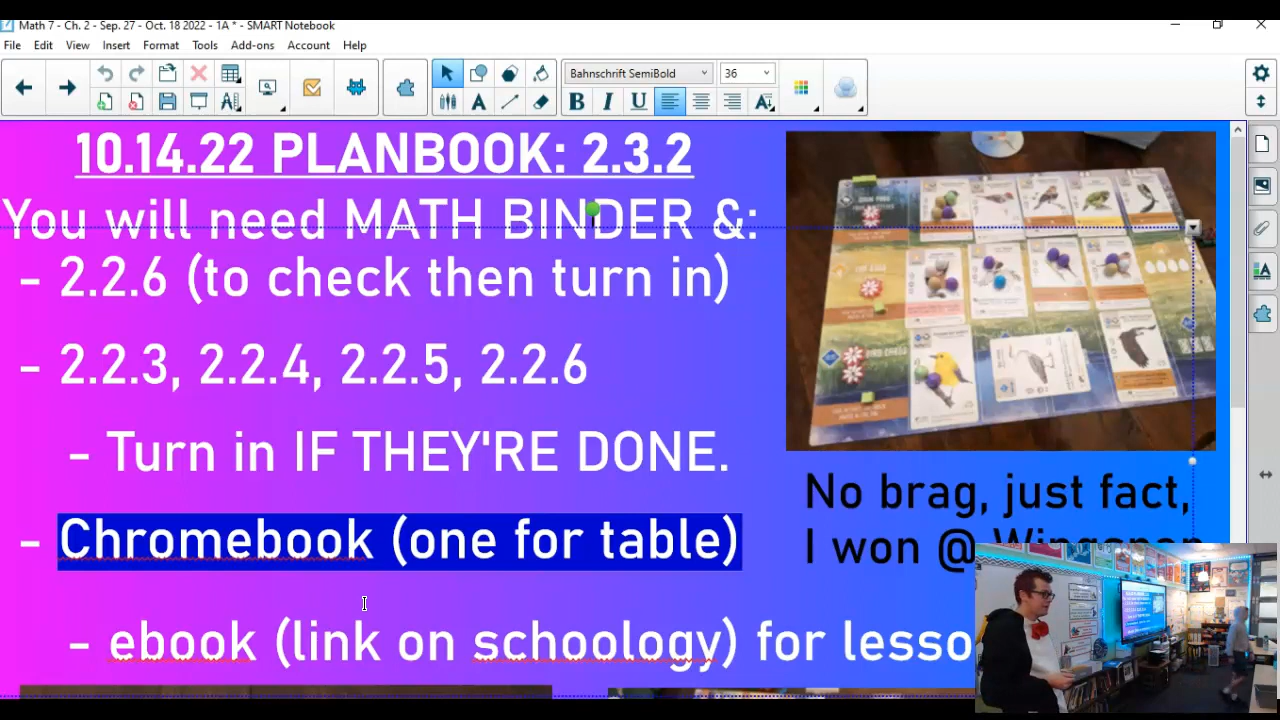 Math 7 - Ch. 2 - Sep. 27 - Oct. 18 2022 - 1A * - SMART Notebook
File Edit View Insert Format Tools Add-ons Account Help
Bahnschrift SemiBold 36
B I U
10.14.22 PLANBOOK: 2.3.2
You will need MATH BINDER &:
- 2.2.6 (to check then turn in)
- 2.2.3, 2.2.4, 2.2.5, 2.2.6
- Turn in IF THEY'RE DONE.
- Chromebook (one for table)
- ebook (link on schoology) for lesso
No brag, just fact,
I won @ Wingspan